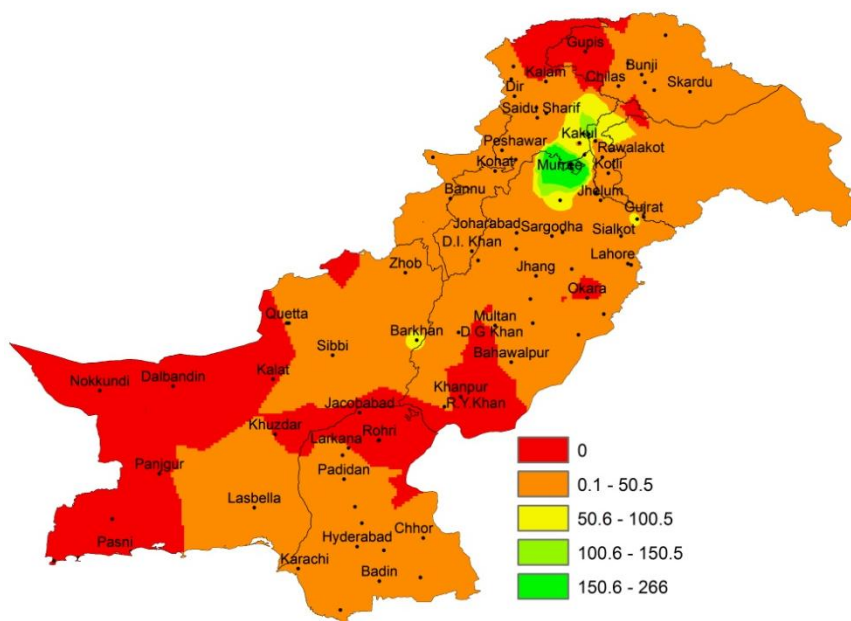 Gupis
Kalam
Chilas
Bunji
Skardu
Dir
Saidu Sharif
Kakul
Peshawar
Rawalakot
Kohat
Murree
Kotli
Bannu
Jhelum
Gujrat
Joharabad
Sargodha
Sialkot
D.I. Khan
Lahore
Zhob
Jhang
Okara
Quetta
Multan
Barkhan
D.G Khan
Sibbi
Bahawalpur
Nokkundi
Dalbandin
Kalat
Khanpur
R.Y Khan
Jacobabad
Khuzdar
Larkana
Rohri
Panjgur
Padidan
Lasbella
Pasni
Hyderabad
Chhor
Karachi
Badin
0
0.1 - 50.5
50.6 - 100.5
100.6 - 150.5
150.6 - 266